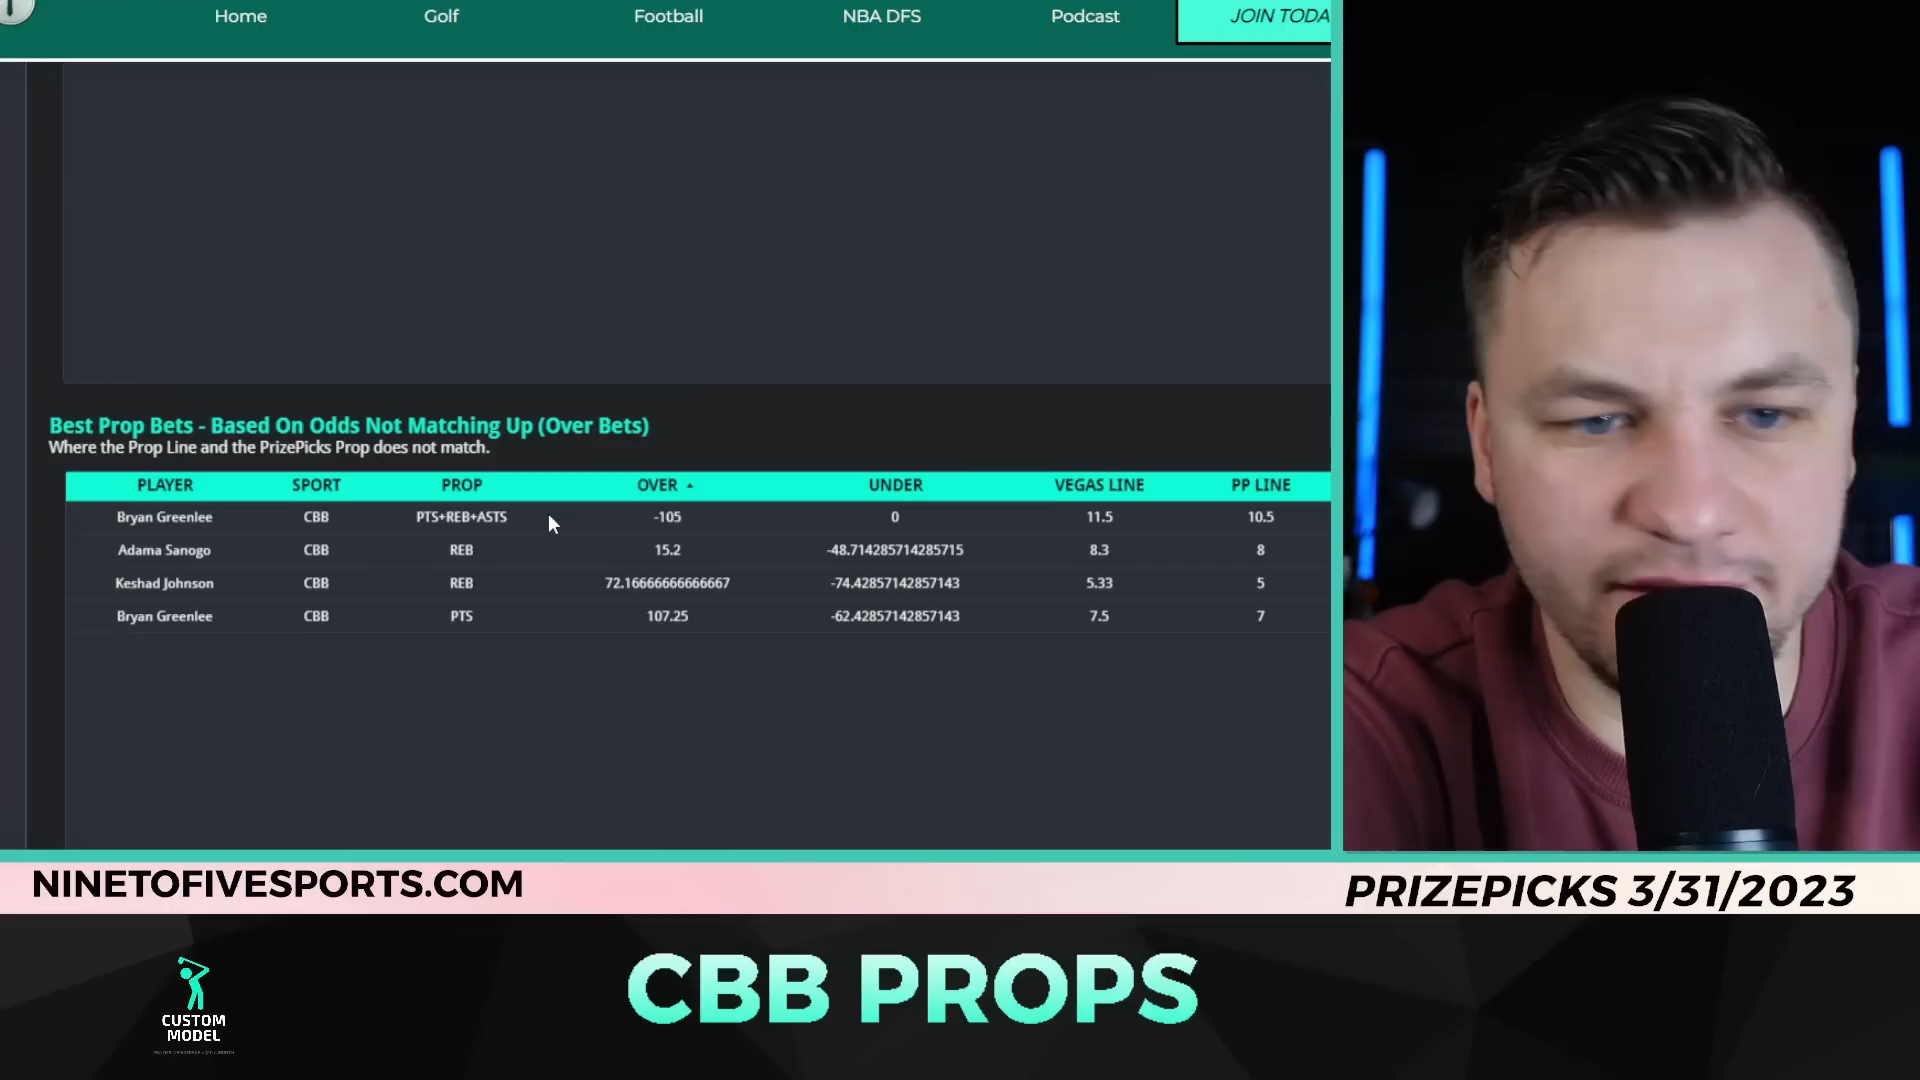 Home Golf Football NBA DFS Podcast JOIN TODA
Best Prop Bets - Based On Odds Not Matching Up (Over Bets)
Where the Prop Line and the PrizePicks Prop does not match.
PLAYER SPORT PROP OVER UNDER VEGAS LINE PP LINE
Bryan Greenlee CBB PTS+REB+ASTS -105 0 11.5 10.5
Adama Sanogo CBB REB 15.2 -48.714285714285715 8.3 8
Keshad Johnson CBB REB 72.16666666666667 -74.42857142857143 5.33 5
Bryan Greenlee CBB PTS 107.25 -62.42857142857143 7.5 7
NINETOFIVESPORTS.COM
PRIZEPICKS 3/31/2023
CBB PROPS
CUSTOM
MODEL